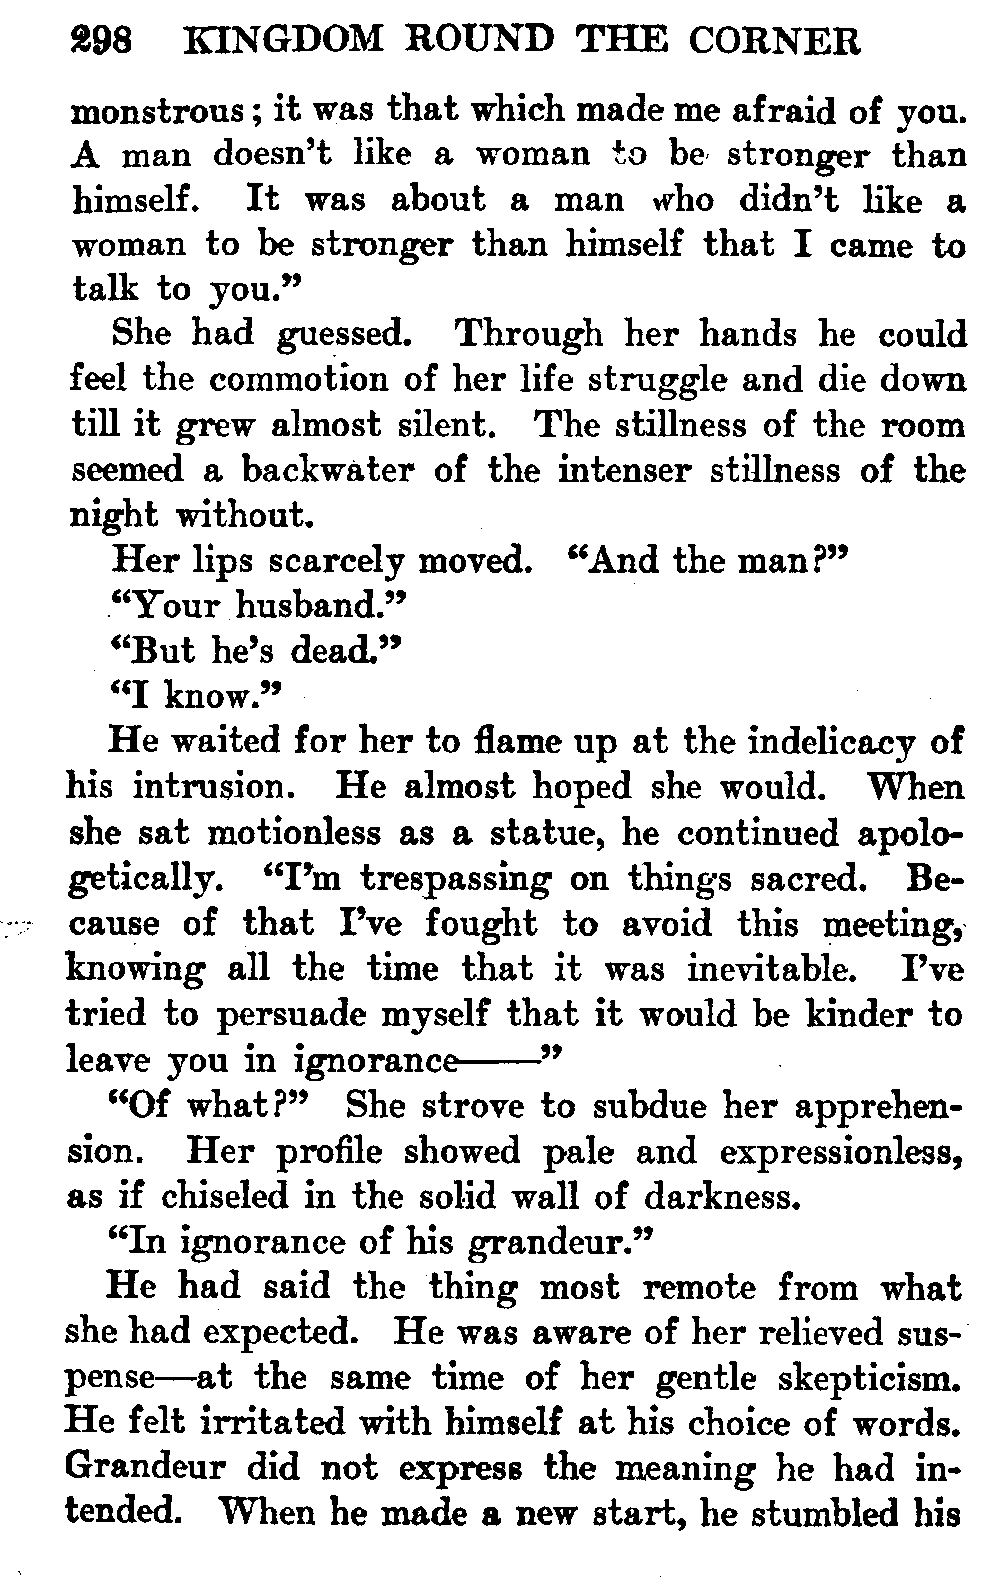 298 KINGDOM ROUND THE CORNER
monstrous; it was that which made me afraid of you.
A man doesn't like a woman to be stronger than
himself. It was about a man who didn't like a
woman to be stronger than himself that I came to
talk to you."
She had guessed. Through her hands he could
feel the commotion of her life struggle and die down
till it grew almost silent. The stillness of the room
seemed a backwater of the intenser stillness of the
night without.
Her lips scarcely moved. "And the man?"
"Your husband."
"But he's dead."
"I know."
He waited for her to flame up at the indelicacy of
his intrusion. He almost hoped she would. When
she sat motionless as a statue, he continued apolo-
getically. "I'm trespassing on things sacred. Be-
cause of that I've fought to avoid this meeting,
knowing all the time that it was inevitable. I've
tried to persuade myself that it would be kinder to
leave you in ignorance——"
"Of what?" She strove to subdue her apprehen-
sion. Her profile showed pale and expressionless,
as if chiseled in the solid wall of darkness.
"In ignorance of his grandeur."
He had said the thing most remote from what
she had expected. He was aware of her relieved sus-
pense—at the same time of her gentle skepticism.
He felt irritated with himself at his choice of words.
Grandeur did not express the meaning he had in-
tended. When he made a new start, he stumbled his